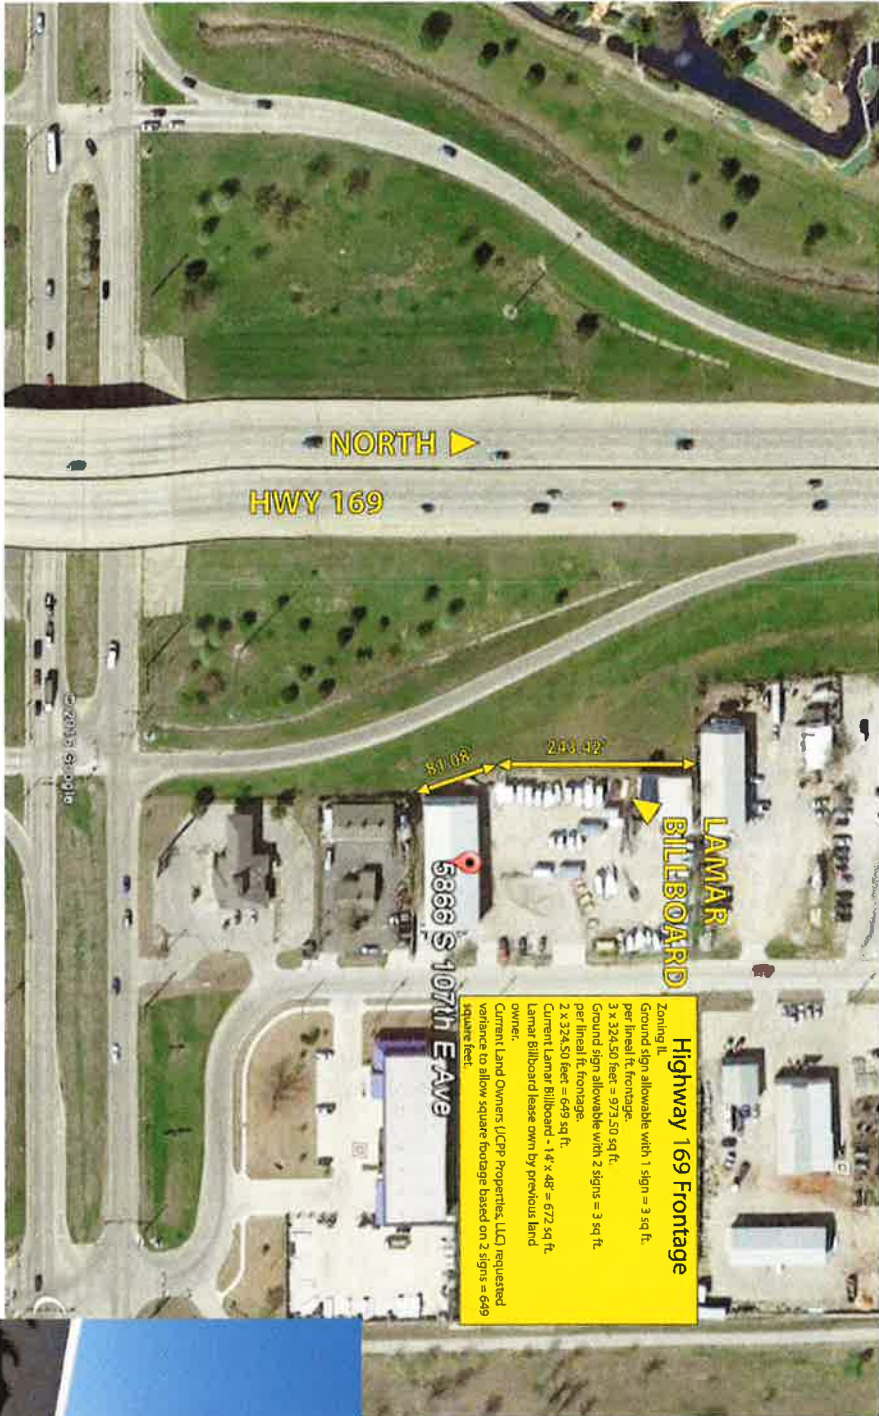 NORTH
HWY 169
81.08'
243.42'
LAMAR
BILLBOARD
5866 S 107th E Ave
© 2015 Google
Highway 169 Frontage
Zoning IL
Ground sign allowable with 1 sign = 3 sq ft.
per lineal ft. frontage.
3 x 324.50 feet = 973.50 sq ft.
Ground sign allowable with 2 signs = 3 sq ft.
per lineal ft. frontage.
2 x 324.50 feet = 649 sq ft.
Current Lamar Billboard - 14' x 48' = 672 sq ft.
Lamar Billboard lease own by previous land
owner.
Current Land Owners (JCPP Properties, LLC) requested
variance to allow square footage based on 2 signs = 649
square feet.